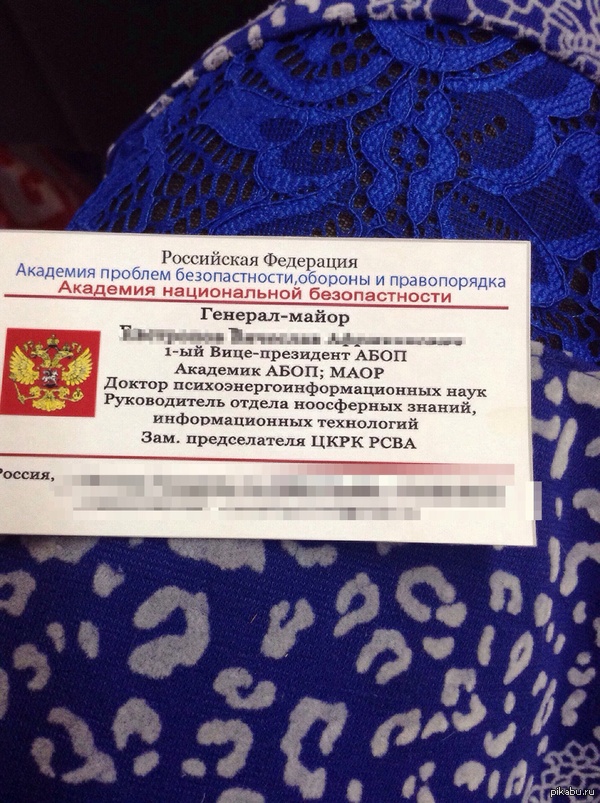 Российская Федерация
Академия проблем безопастности,обороны и правопорядка
Академия национальной безопастности
Генерал-майор
1-ый Вице-президент АБОП
Академик АБОП; МАОР
Доктор психоэнергоинформационных наук
Руководитель отдела ноосферных знаний,
информационных технологий
Зам. председателя ЦКРК РСВА
Россия,
pikabu.ru